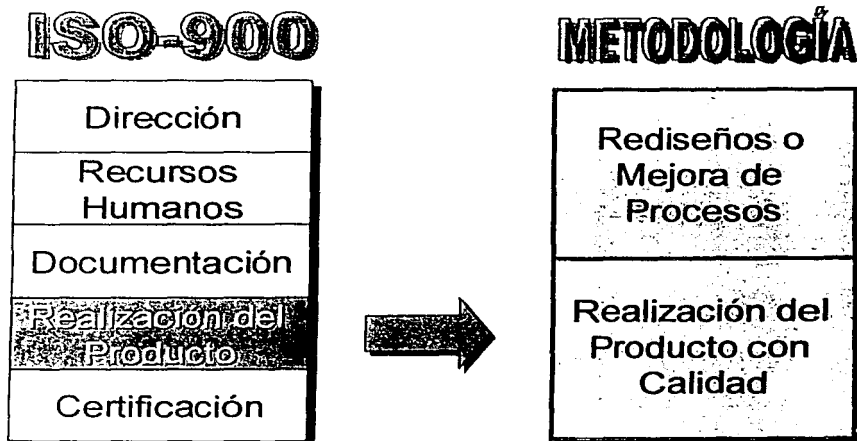 ISO-900
Dirección
Recursos
Humanos
Documentación
Realización del
Producto
Certificación
METODOLOGÍA
Rediseños o
Mejora de
Procesos
Realización del
Producto con
Calidad